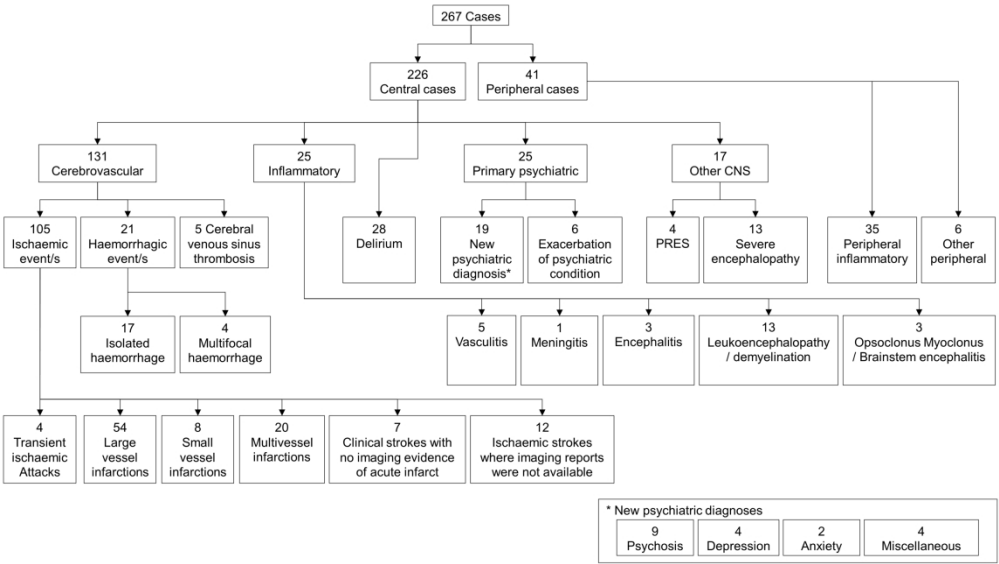 267 Cases
226
Central cases
41
Peripheral cases
131
Cerebrovascular
25
Inflammatory
25
Primary psychiatric
17
Other CNS
105
Ischaemic
event/s
21
Haemorrhagic
event/s
5 Cerebral
venous sinus
thrombosis
28
Delirium
19
New
psychiatric
diagnosis*
6
Exacerbation
of psychiatric
condition
4
PRES
13
Severe
encephalopathy
35
Peripheral
inflammatory
6
Other
peripheral
17
Isolated
haemorrhage
4
Multifocal
haemorrhage
5
Vasculitis
1
Meningitis
3
Encephalitis
13
Leukoencephalopathy
/ demyelination
3
Opsoclonus Myoclonus
/ Brainstem encephalitis
4
Transient
ischaemic
Attacks
54
Large
vessel
infarctions
8
Small
vessel
infarctions
20
Multivessel
infarctions
7
Clinical strokes with
no imaging evidence
of acute infarct
12
Ischaemic strokes
where imaging reports
were not available
* New psychiatric diagnoses
9
Psychosis
4
Depression
2
Anxiety
4
Miscellaneous